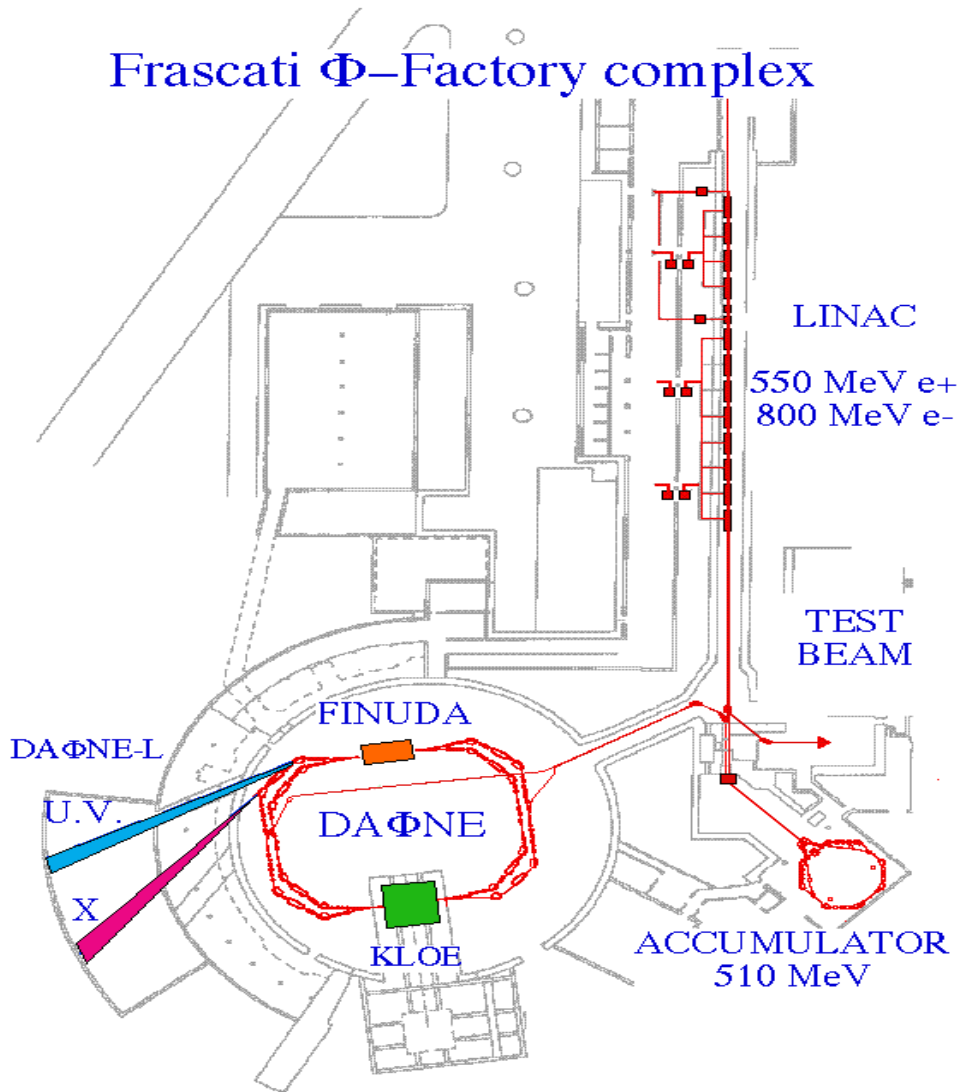 Frascati Φ–Factory complex
LINAC
550 MeV e+
800 MeV e-
TEST
BEAM
FINUDA
DAΦNE-L
U.V.
DAΦNE
X
KLOE
ACCUMULATOR
510 MeV